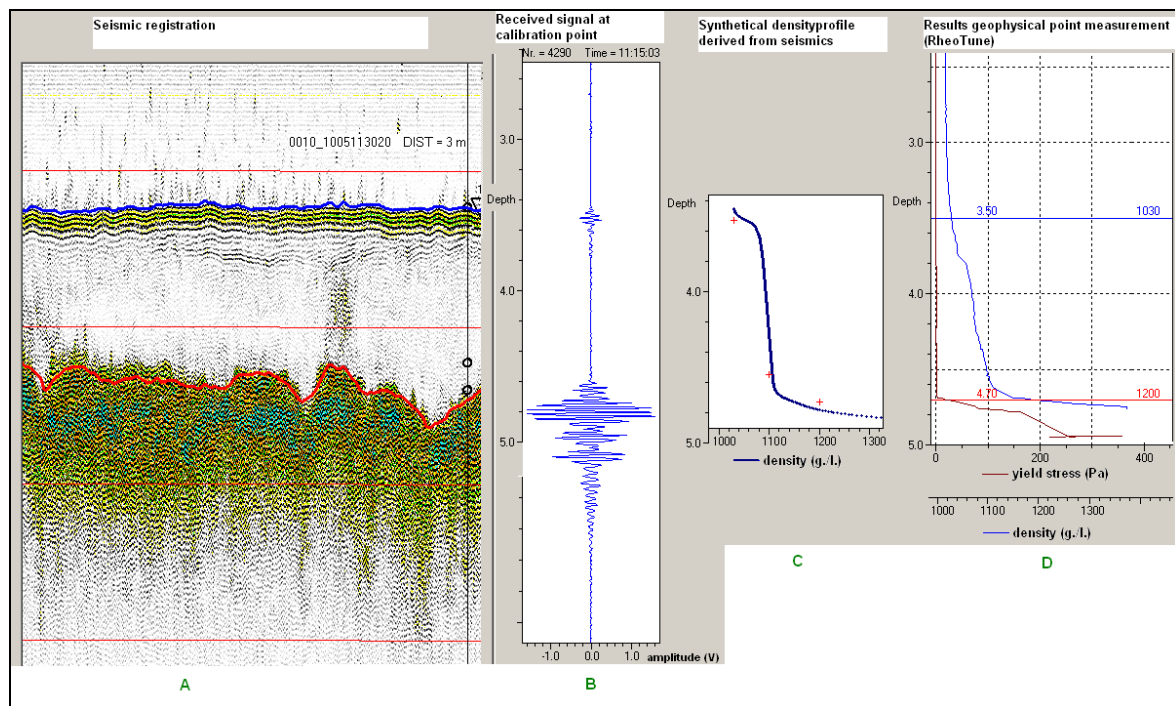 Seismic registration
0010_1005113020 DIST = 3 m
A
Received signal at
calibration point
Nr. = 4290 Time = 11:15:03
3.0
Depth
4.0
5.0
-1.0 0.0 1.0 amplitude (V)
B
Synthetical densityprofile
derived from seismics
Depth
4.0
5.0
1000 1100 1200 1300
density (g./l.)
C
Results geophysical point measurement
(RheoTune)
3.0
Depth
3.50 1030
4.0
4.70 1200
5.0
0 200 400
yield stress (Pa)
1000 1100 1200 1300
density (g./l.)
D